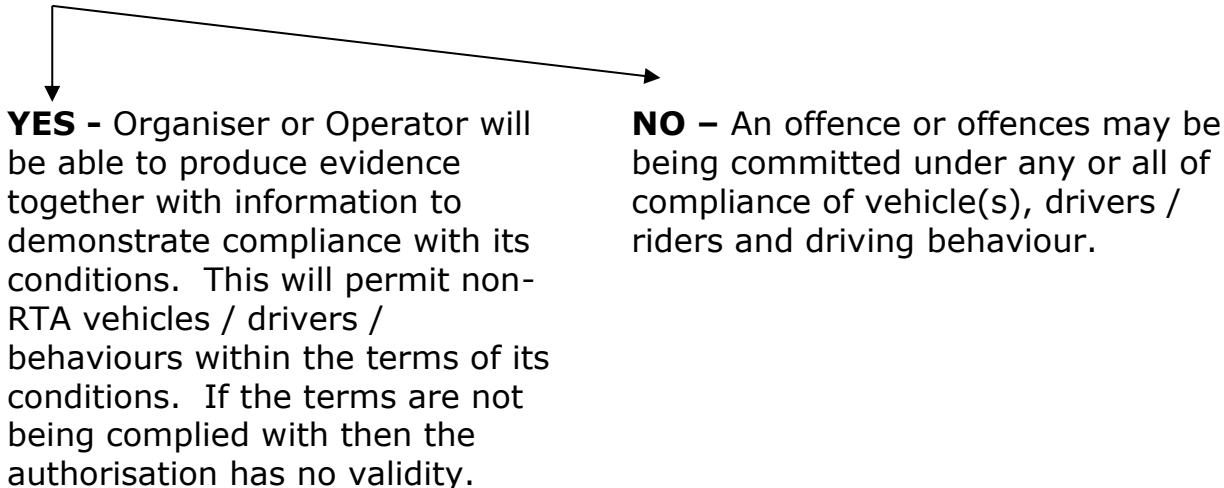 YES - Organiser or Operator will
be able to produce evidence
together with information to
demonstrate compliance with its
conditions.  This will permit non-
RTA vehicles / drivers /
behaviours within the terms of its
conditions.  If the terms are not
being complied with then the
authorisation has no validity.
NO – An offence or offences may be
being committed under any or all of
compliance of vehicle(s), drivers /
riders and driving behaviour.